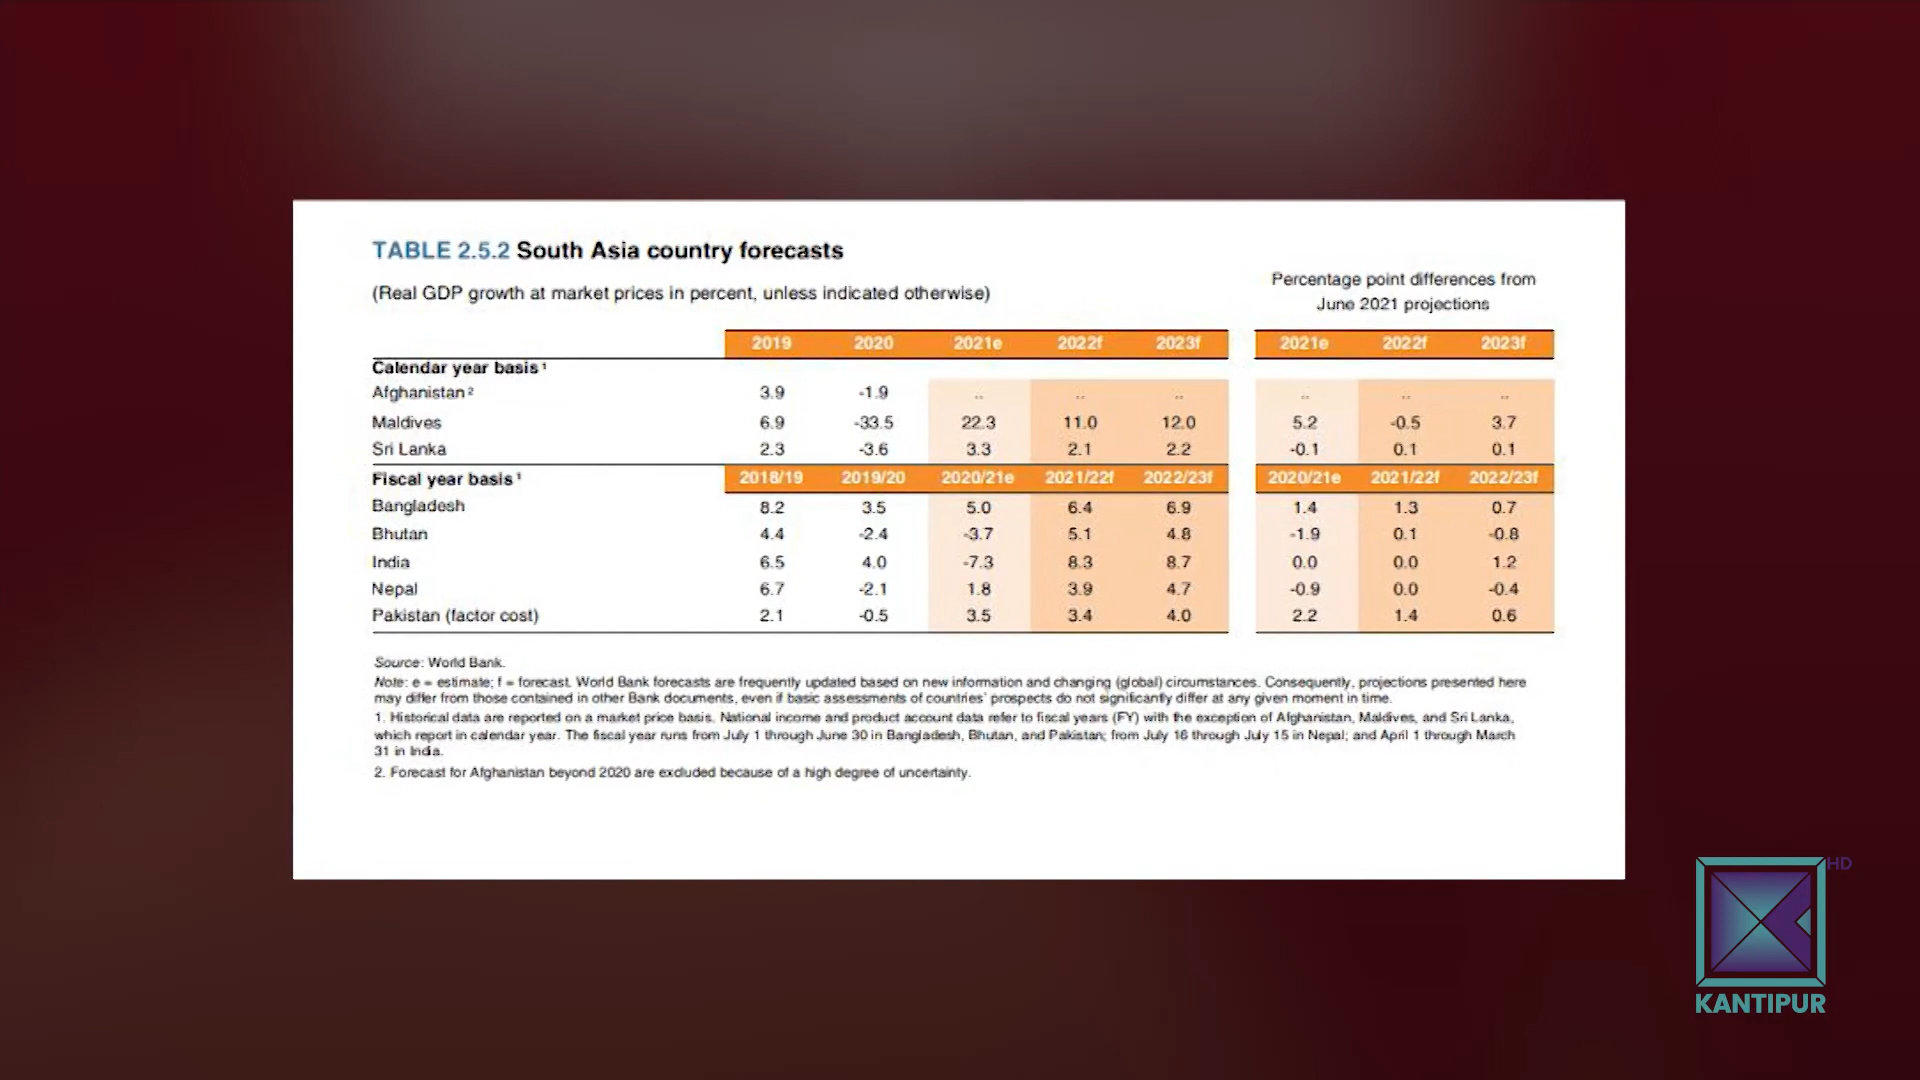 TABLE 2.5.2 South Asia country forecasts
(Real GDP growth at market prices in percent, unless indicated otherwise)
Percentage point differences from
June 2021 projections
2019 2020 2021e 2022f 2023f 2021e 2022f 2023f
Calendar year basis ¹
Afghanistan ² 3.9 -1.9 .. .. .. .. .. ..
Maldives 6.9 -33.5 22.3 11.0 12.0 5.2 -0.5 3.7
Sri Lanka 2.3 -3.6 3.3 2.1 2.2 -0.1 0.1 0.1
Fiscal year basis ¹ 2018/19 2019/20 2020/21e 2021/22f 2022/23f 2020/21e 2021/22f 2022/23f
Bangladesh 8.2 3.5 5.0 6.4 6.9 1.4 1.3 0.7
Bhutan 4.4 -2.4 -3.7 5.1 4.8 -1.9 0.1 -0.8
India 6.5 4.0 -7.3 8.3 8.7 0.0 0.0 1.2
Nepal 6.7 -2.1 1.8 3.9 4.7 -0.9 0.0 -0.4
Pakistan (factor cost) 2.1 -0.5 3.5 3.4 4.0 2.2 1.4 0.6
Source: World Bank.
Note: e = estimate; f = forecast. World Bank forecasts are frequently updated based on new information and changing (global) circumstances. Consequently, projections presented here
may differ from those contained in other Bank documents, even if basic assessments of countries' prospects do not significantly differ at any given moment in time.
1. Historical data are reported on a market price basis. National income and product account data refer to fiscal years (FY) with the exception of Afghanistan, Maldives, and Sri Lanka,
which report in calendar year. The fiscal year runs from July 1 through June 30 in Bangladesh, Bhutan, and Pakistan; from July 16 through July 15 in Nepal; and April 1 through March
31 in India.
2. Forecast for Afghanistan beyond 2020 are excluded because of a high degree of uncertainty.
HD
KANTIPUR